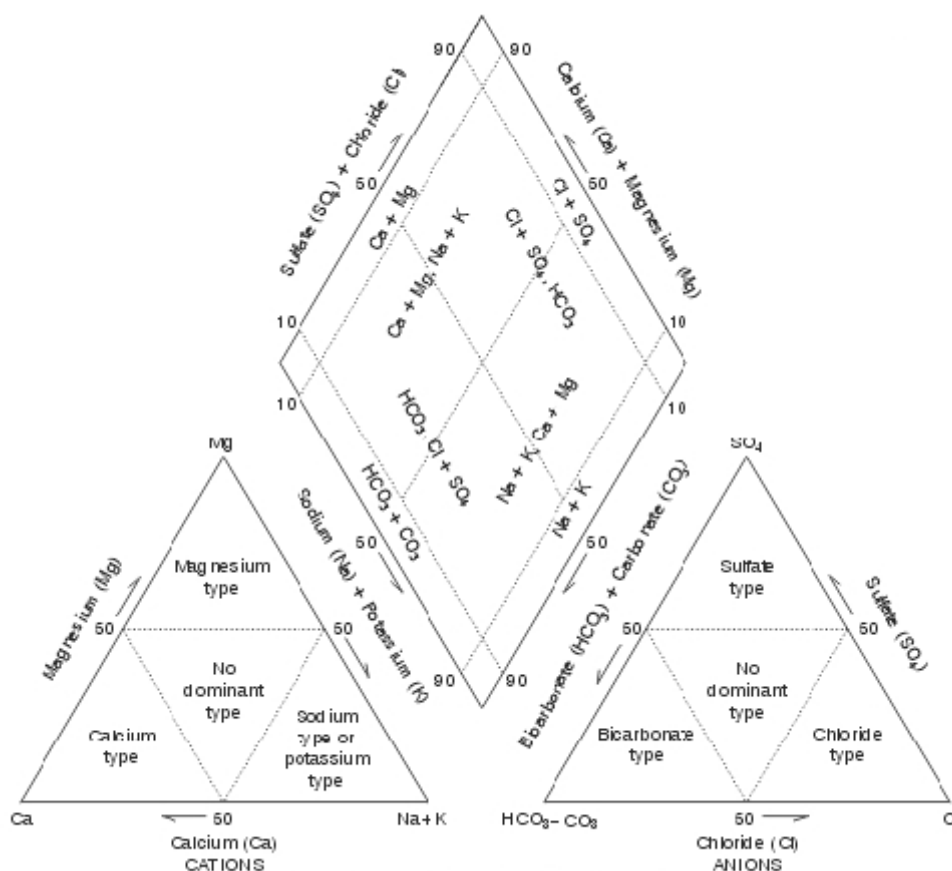 90
90
Sulfate (SO₄) + Chloride (Cl)
Calcium (Ca) + Magnesium (Mg)
50
50
Ca + Mg
Cl + SO₄
Ca + Mg, Na + K
Cl + SO₄, HCO₃
10
10
10
10
HCO₃ Cl + SO₄
Na + K, Ca + Mg
HCO₃ + CO₃
Na + K
Mg
SO₄
Sodium (Na) + Potassium (K)
Bicarbonate (HCO₃) + Carbonate (CO₃)
50
50
Magnesium (Mg)
Magnesium
type
Sulfate
type
Sulfate (SO₄)
50
50
50
50
90
90
No
dominant
type
No
dominant
type
Calcium
type
Sodium
type or
potassium
type
Bicarbonate
type
Chloride
type
Ca
50
Na+K
HCO₃–CO₃
50
C
Calcium (Ca)
CATIONS
Chloride (Cl)
ANIONS